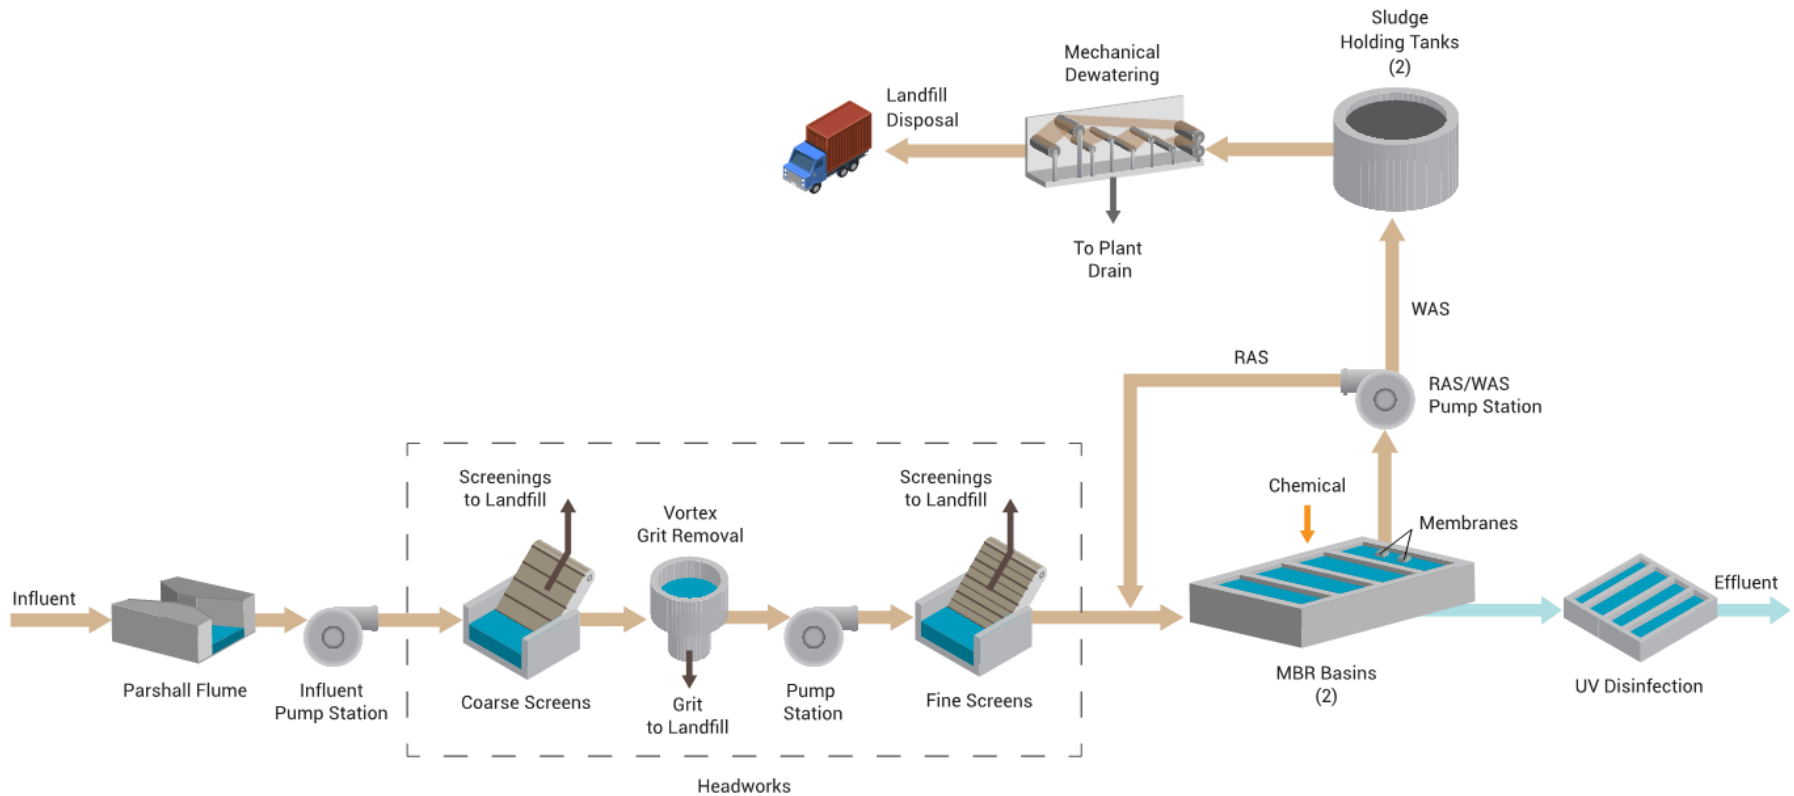 Sludge
Holding Tanks
(2)
Mechanical
Dewatering
Landfill
Disposal
To Plant
Drain
WAS
RAS
RAS/WAS
Pump Station
Screenings
to Landfill
Screenings
to Landfill
Chemical
Vortex
Grit Removal
Membranes
Influent
Effluent
Parshall Flume
Influent
Pump Station
Coarse Screens
Grit
to Landfill
Pump
Station
Fine Screens
MBR Basins
(2)
UV Disinfection
Headworks